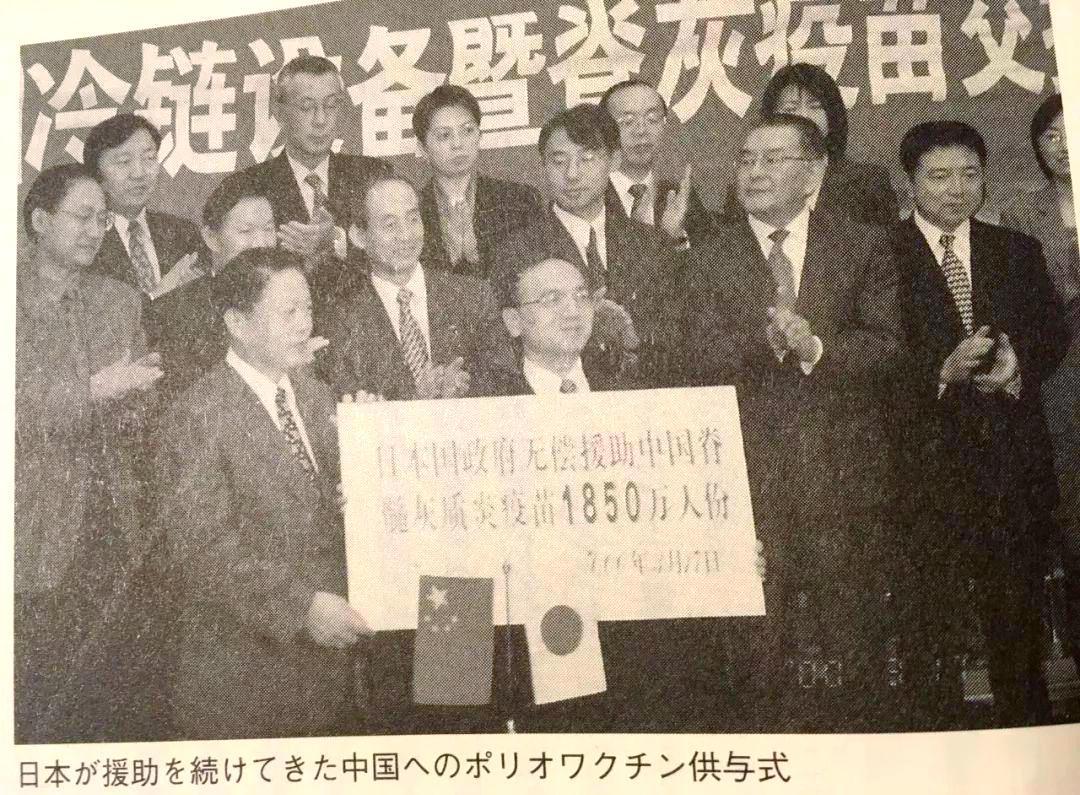 冷链设备暨脊灰疫苗交
日本国政府无偿援助中国脊
髓灰质炎疫苗1850万人份
日本が援助を続けてきた中国へのポリオワクチン供与式